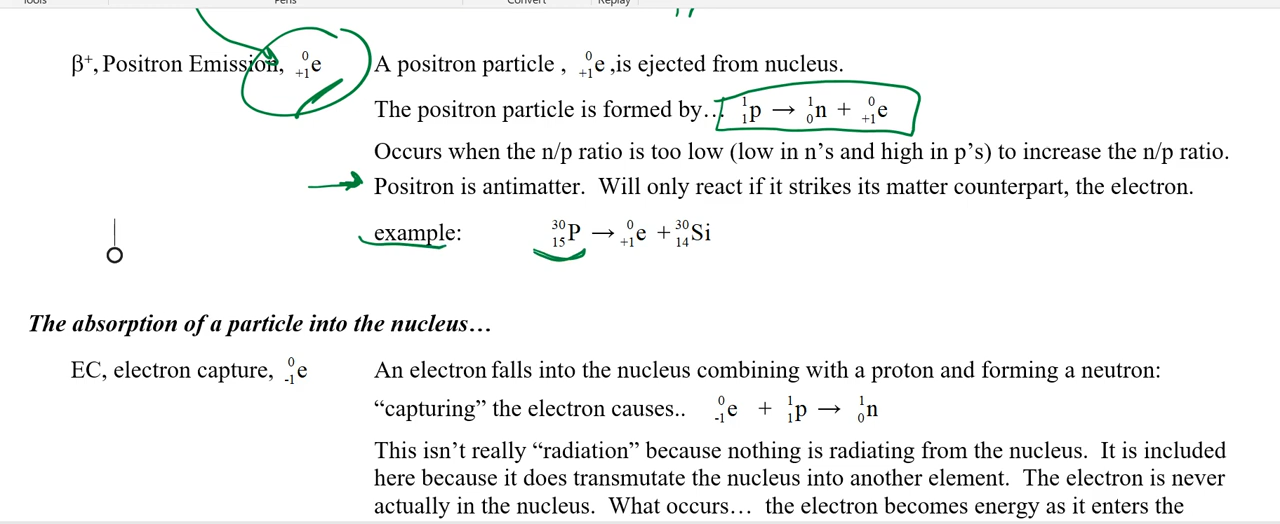 Tools Pens Convert Replay
β⁺, Positron Emission, ⁰₊₁e A positron particle , ⁰₊₁e ,is ejected from nucleus.
The positron particle is formed by… ¹₁p → ¹₀n + ⁰₊₁e
Occurs when the n/p ratio is too low (low in n’s and high in p’s) to increase the n/p ratio.
Positron is antimatter. Will only react if it strikes its matter counterpart, the electron.
example: ³⁰₁₅P → ⁰₊₁e + ³⁰₁₄Si
The absorption of a particle into the nucleus…
EC, electron capture, ⁰₋₁e An electron falls into the nucleus combining with a proton and forming a neutron:
“capturing” the electron causes.. ⁰₋₁e + ¹₁p → ¹₀n
This isn’t really “radiation” because nothing is radiating from the nucleus. It is included
here because it does transmutate the nucleus into another element. The electron is never
actually in the nucleus. What occurs… the electron becomes energy as it enters the